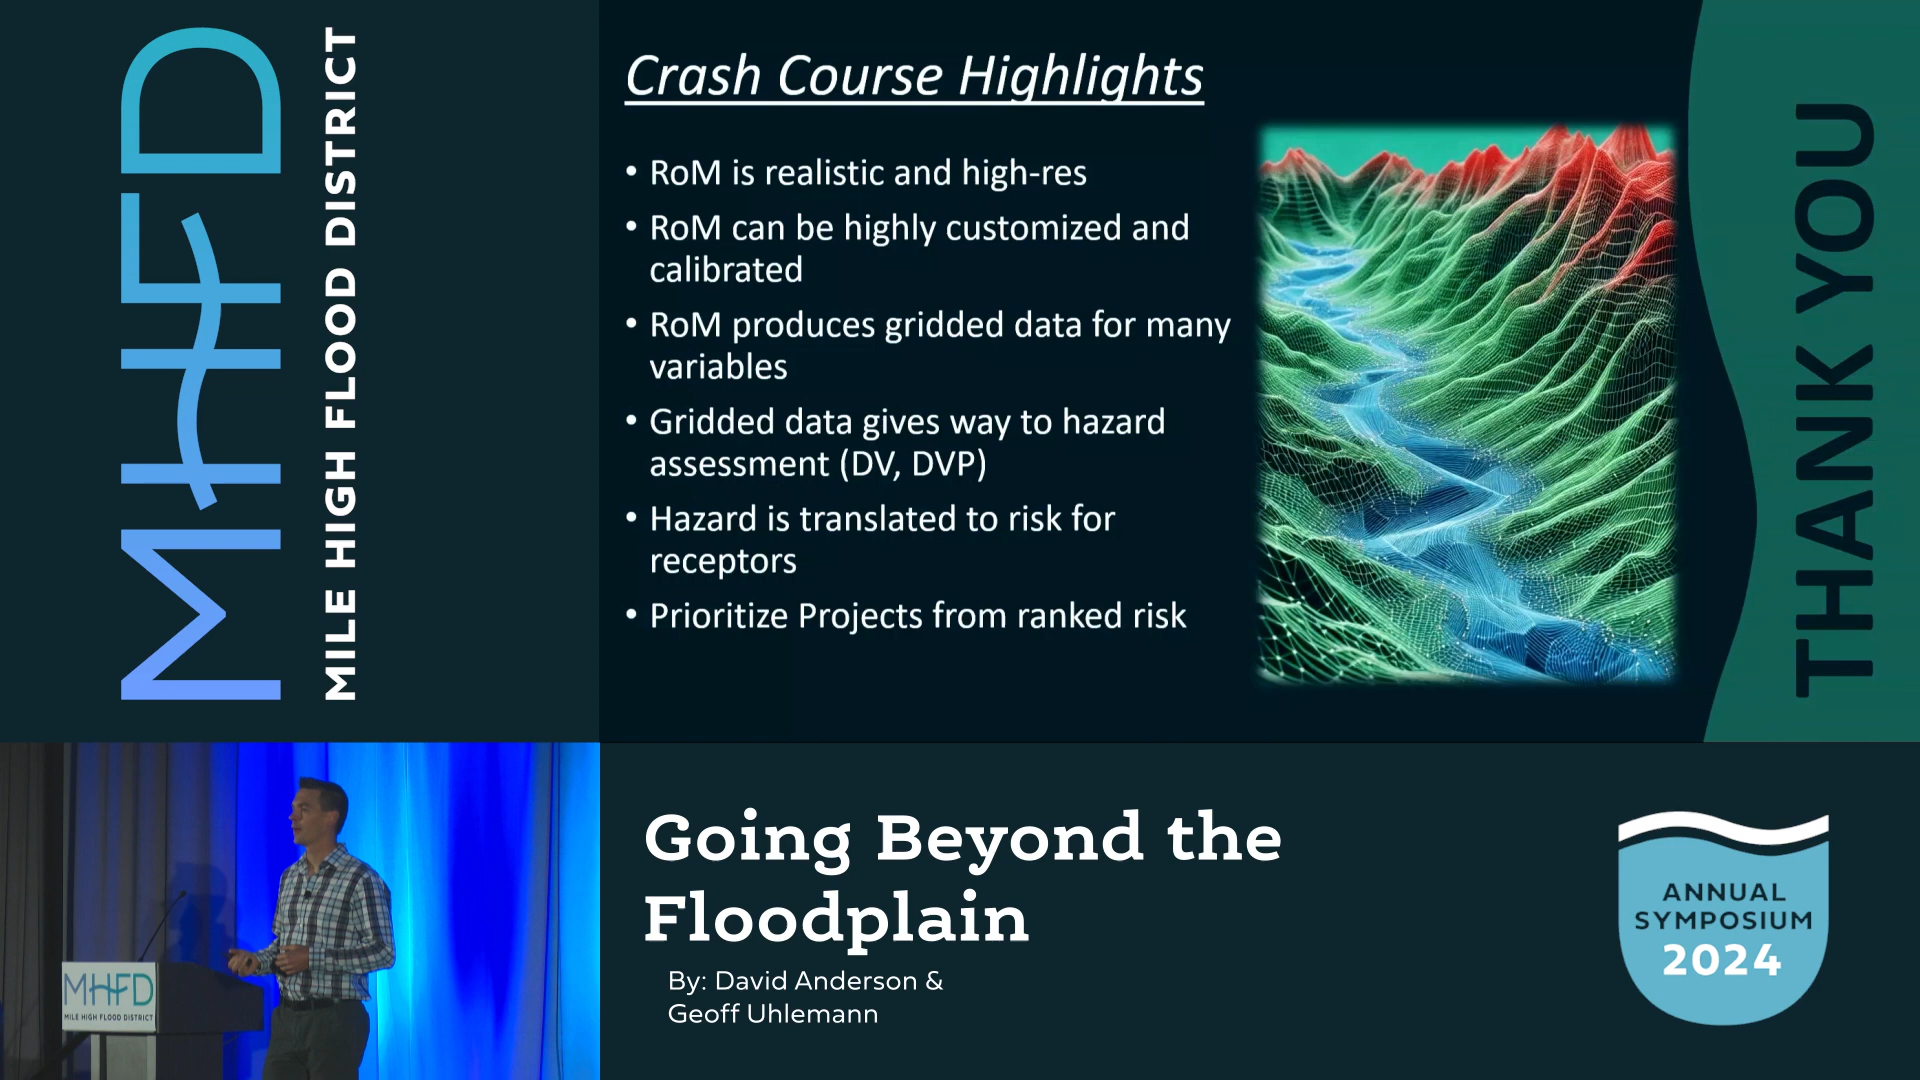 MHFD
MILE HIGH FLOOD DISTRICT
Crash Course Highlights
• RoM is realistic and high-res
• RoM can be highly customized and
calibrated
• RoM produces gridded data for many
variables
• Gridded data gives way to hazard
assessment (DV, DVP)
• Hazard is translated to risk for
receptors
• Prioritize Projects from ranked risk
THANK YOU
MHFD
MILE HIGH FLOOD DISTRICT
Going Beyond the
Floodplain
By: David Anderson &
Geoff Uhlemann
ANNUAL
SYMPOSIUM
2024